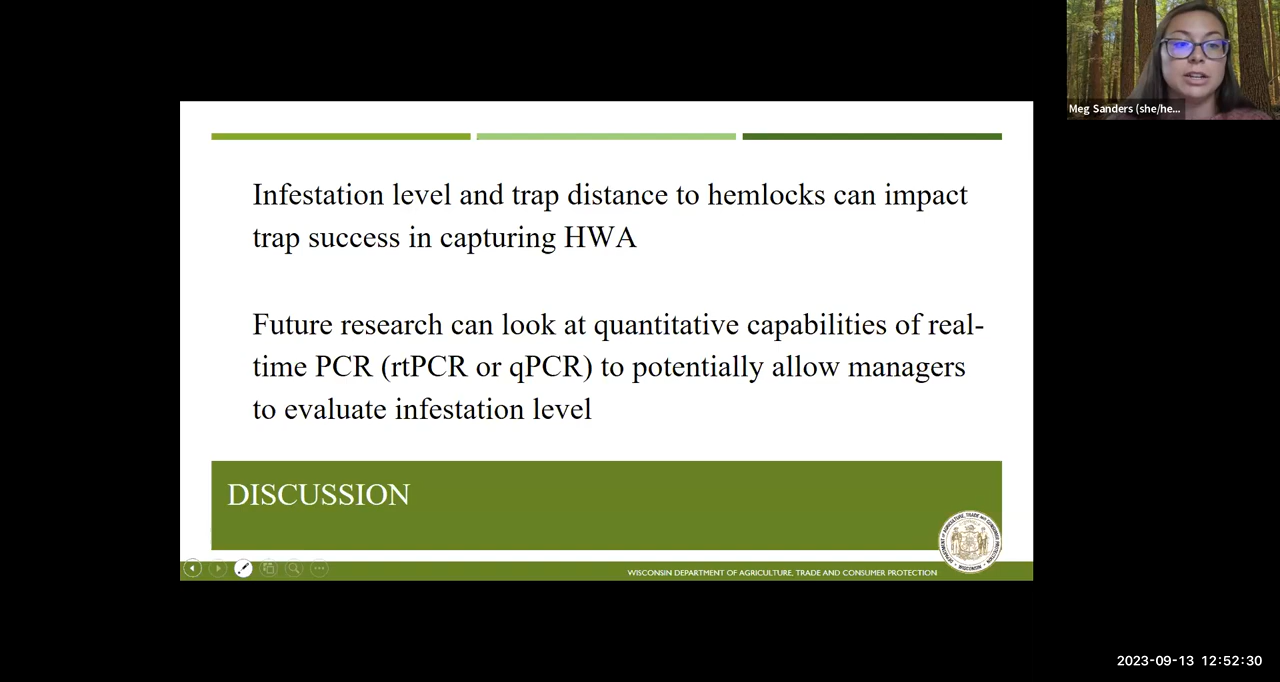 Meg Sanders (she/he...
Infestation level and trap distance to hemlocks can impact
trap success in capturing HWA
Future research can look at quantitative capabilities of real-
time PCR (rtPCR or qPCR) to potentially allow managers
to evaluate infestation level
DISCUSSION
WISCONSIN DEPARTMENT OF AGRICULTURE, TRADE AND CONSUMER PROTECTION
2023-09-13 12:52:30